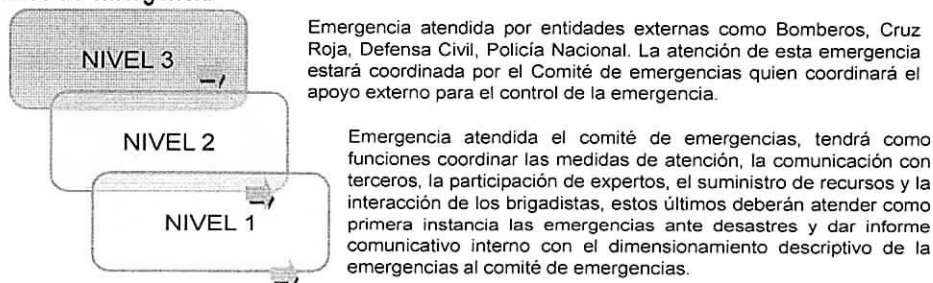 NIVEL 3
Emergencia atendida por entidades externas como Bomberos, Cruz
Roja, Defensa Civil, Policía Nacional. La atención de esta emergencia
estará coordinada por el Comité de emergencias quien coordinará el
apoyo externo para el control de la emergencia.
NIVEL 2
Emergencia atendida el comité de emergencias, tendrá como
funciones coordinar las medidas de atención, la comunicación con
terceros, la participación de expertos, el suministro de recursos y la
interacción de los brigadistas, estos últimos deberán atender como
primera instancia las emergencias ante desastres y dar informe
comunicativo interno con el dimensionamiento descriptivo de la
emergencias al comité de emergencias.
NIVEL 1